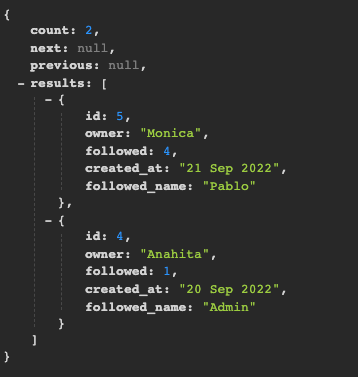 {
count: 2,
next: null,
previous: null,
- results: [
- {
id: 5,
owner: "Monica",
followed: 4,
created_at: "21 Sep 2022",
followed_name: "Pablo"
},
- {
id: 4,
owner: "Anahita",
followed: 1,
created_at: "20 Sep 2022",
followed_name: "Admin"
}
]
}